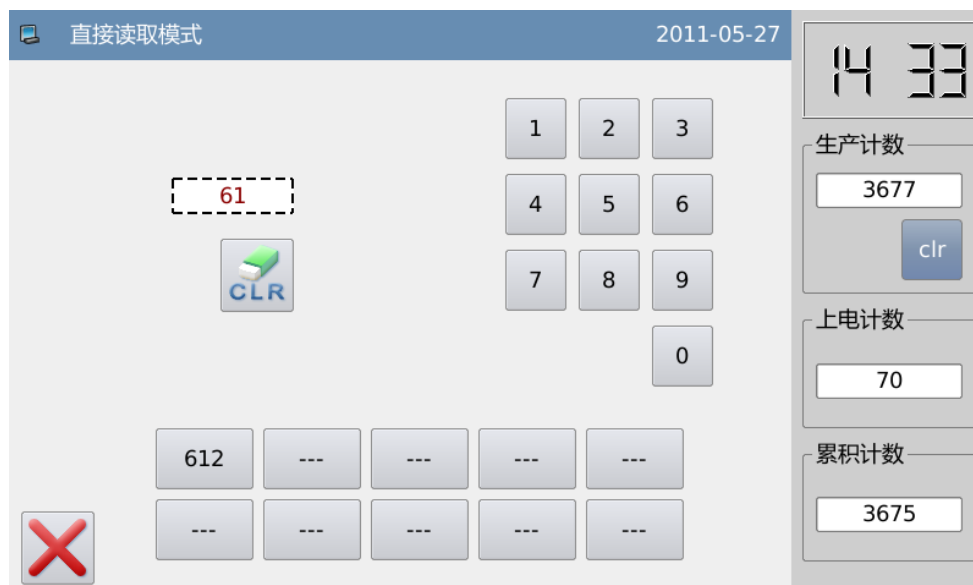 直接读取模式 2011-05-27
14 33
1 2 3
生产计数
3677
61
4 5 6
clr
CLR
7 8 9
上电计数
0
70
612 --- --- --- ---
累积计数
3675
--- --- --- --- ---